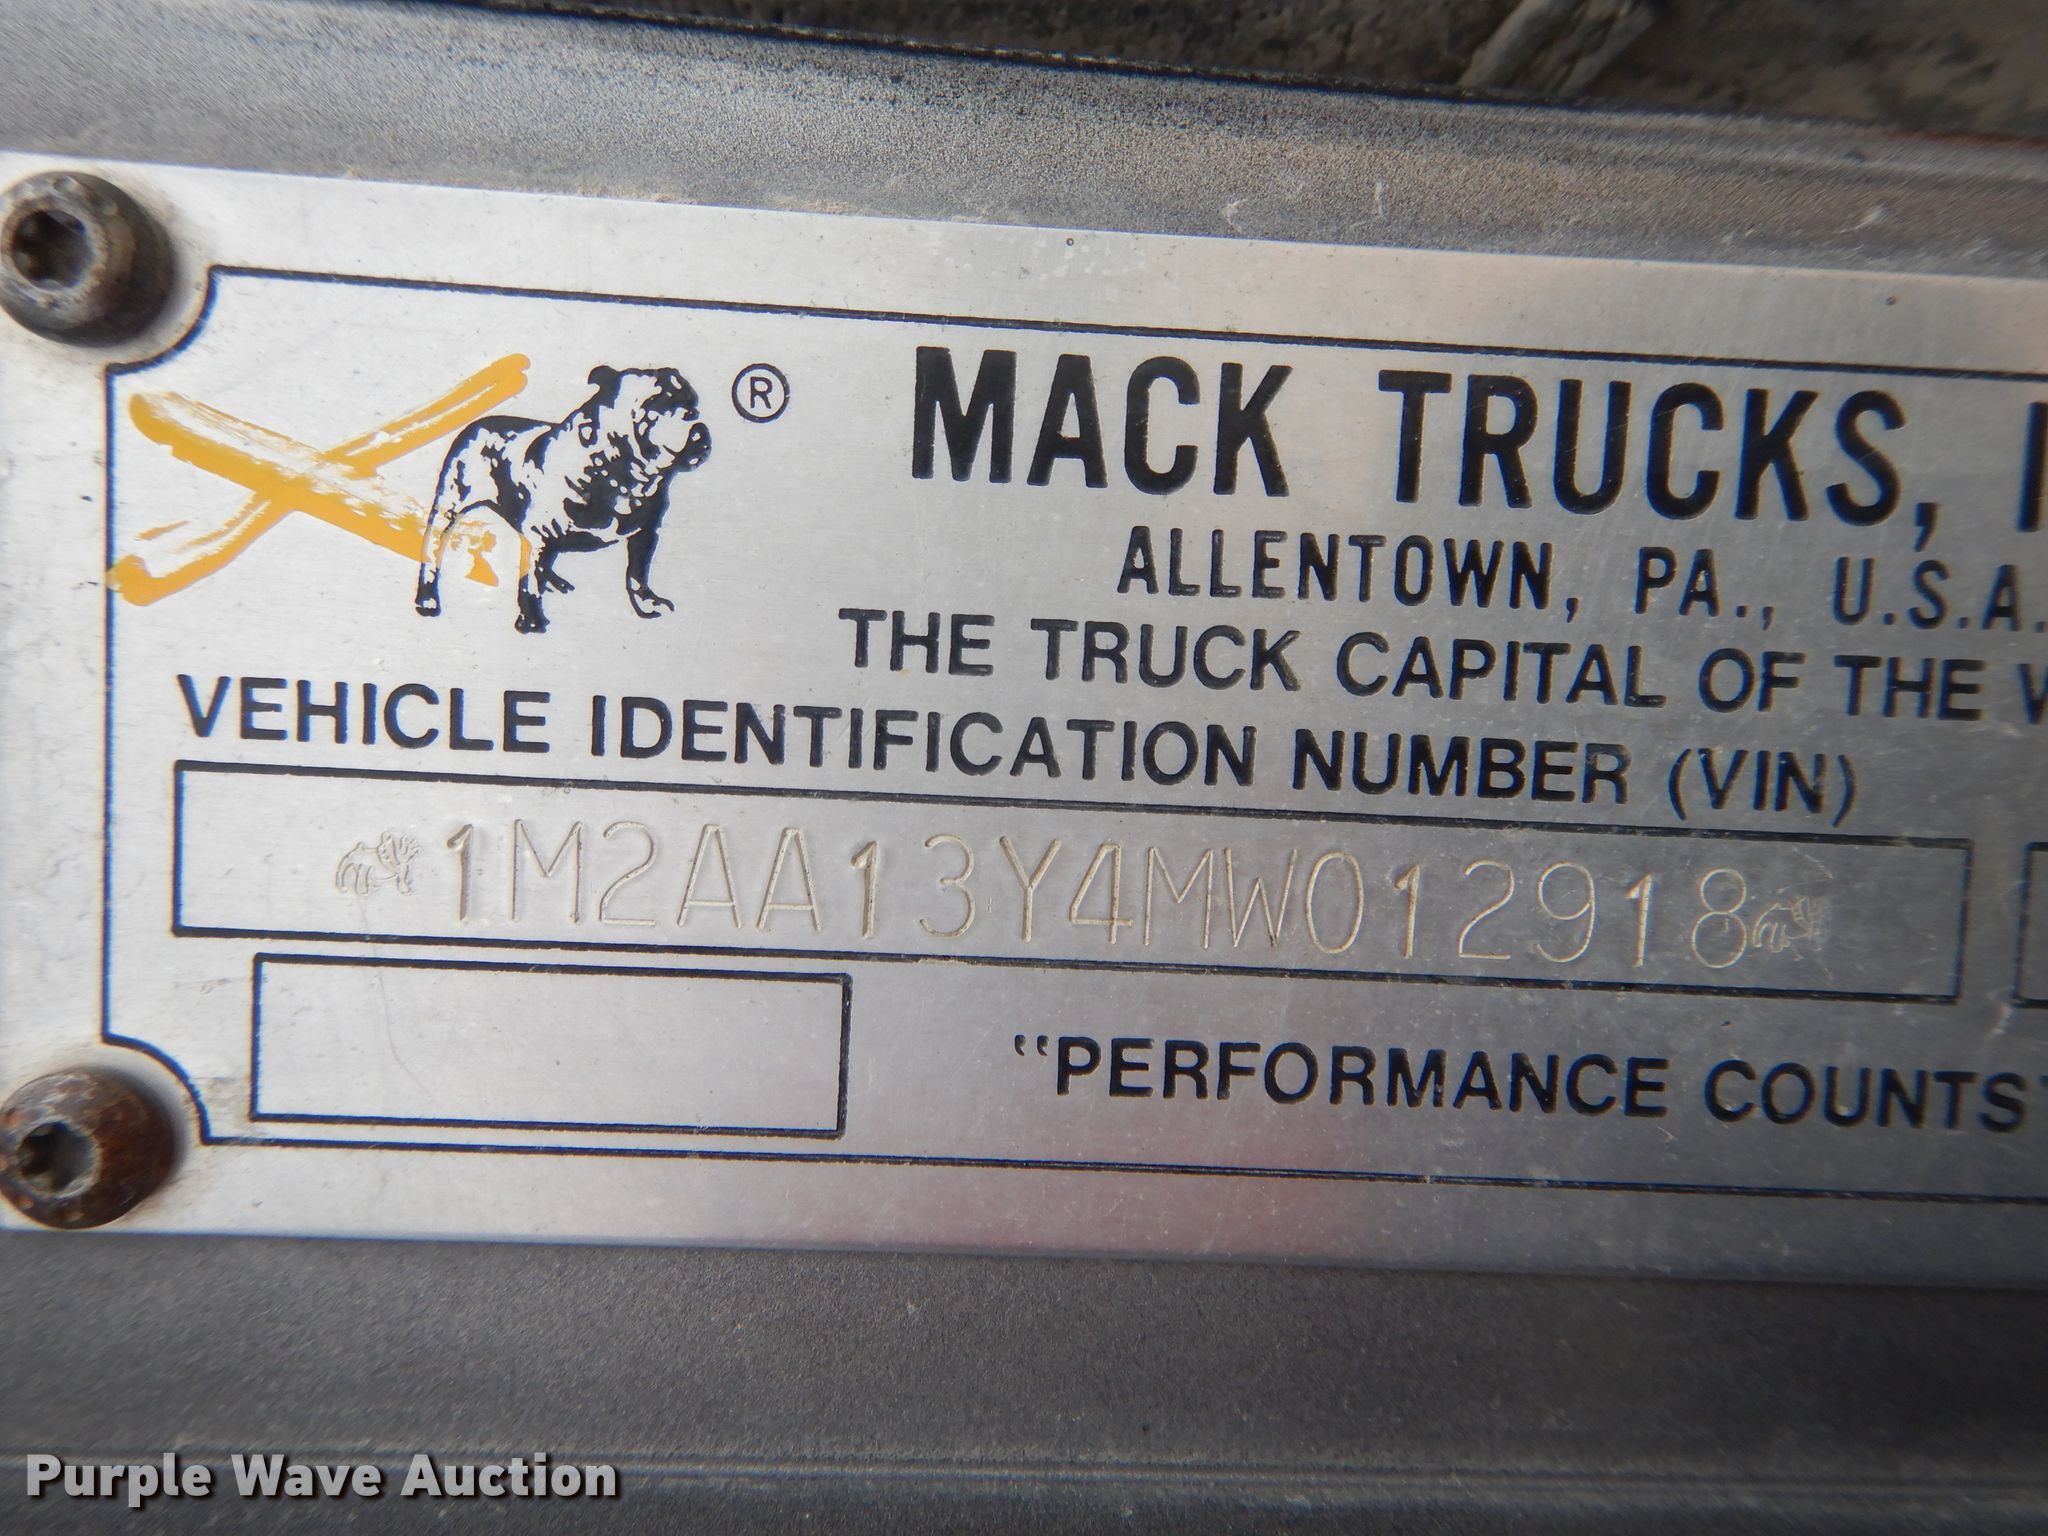 ® MACK TRUCKS,
ALLENTOWN, PA., U.S.A.
THE TRUCK CAPITAL OF THE
VEHICLE IDENTIFICATION NUMBER (VIN)
1M2AA13Y4MW012918
"PERFORMANCE COUNTS"
Purple Wave Auction